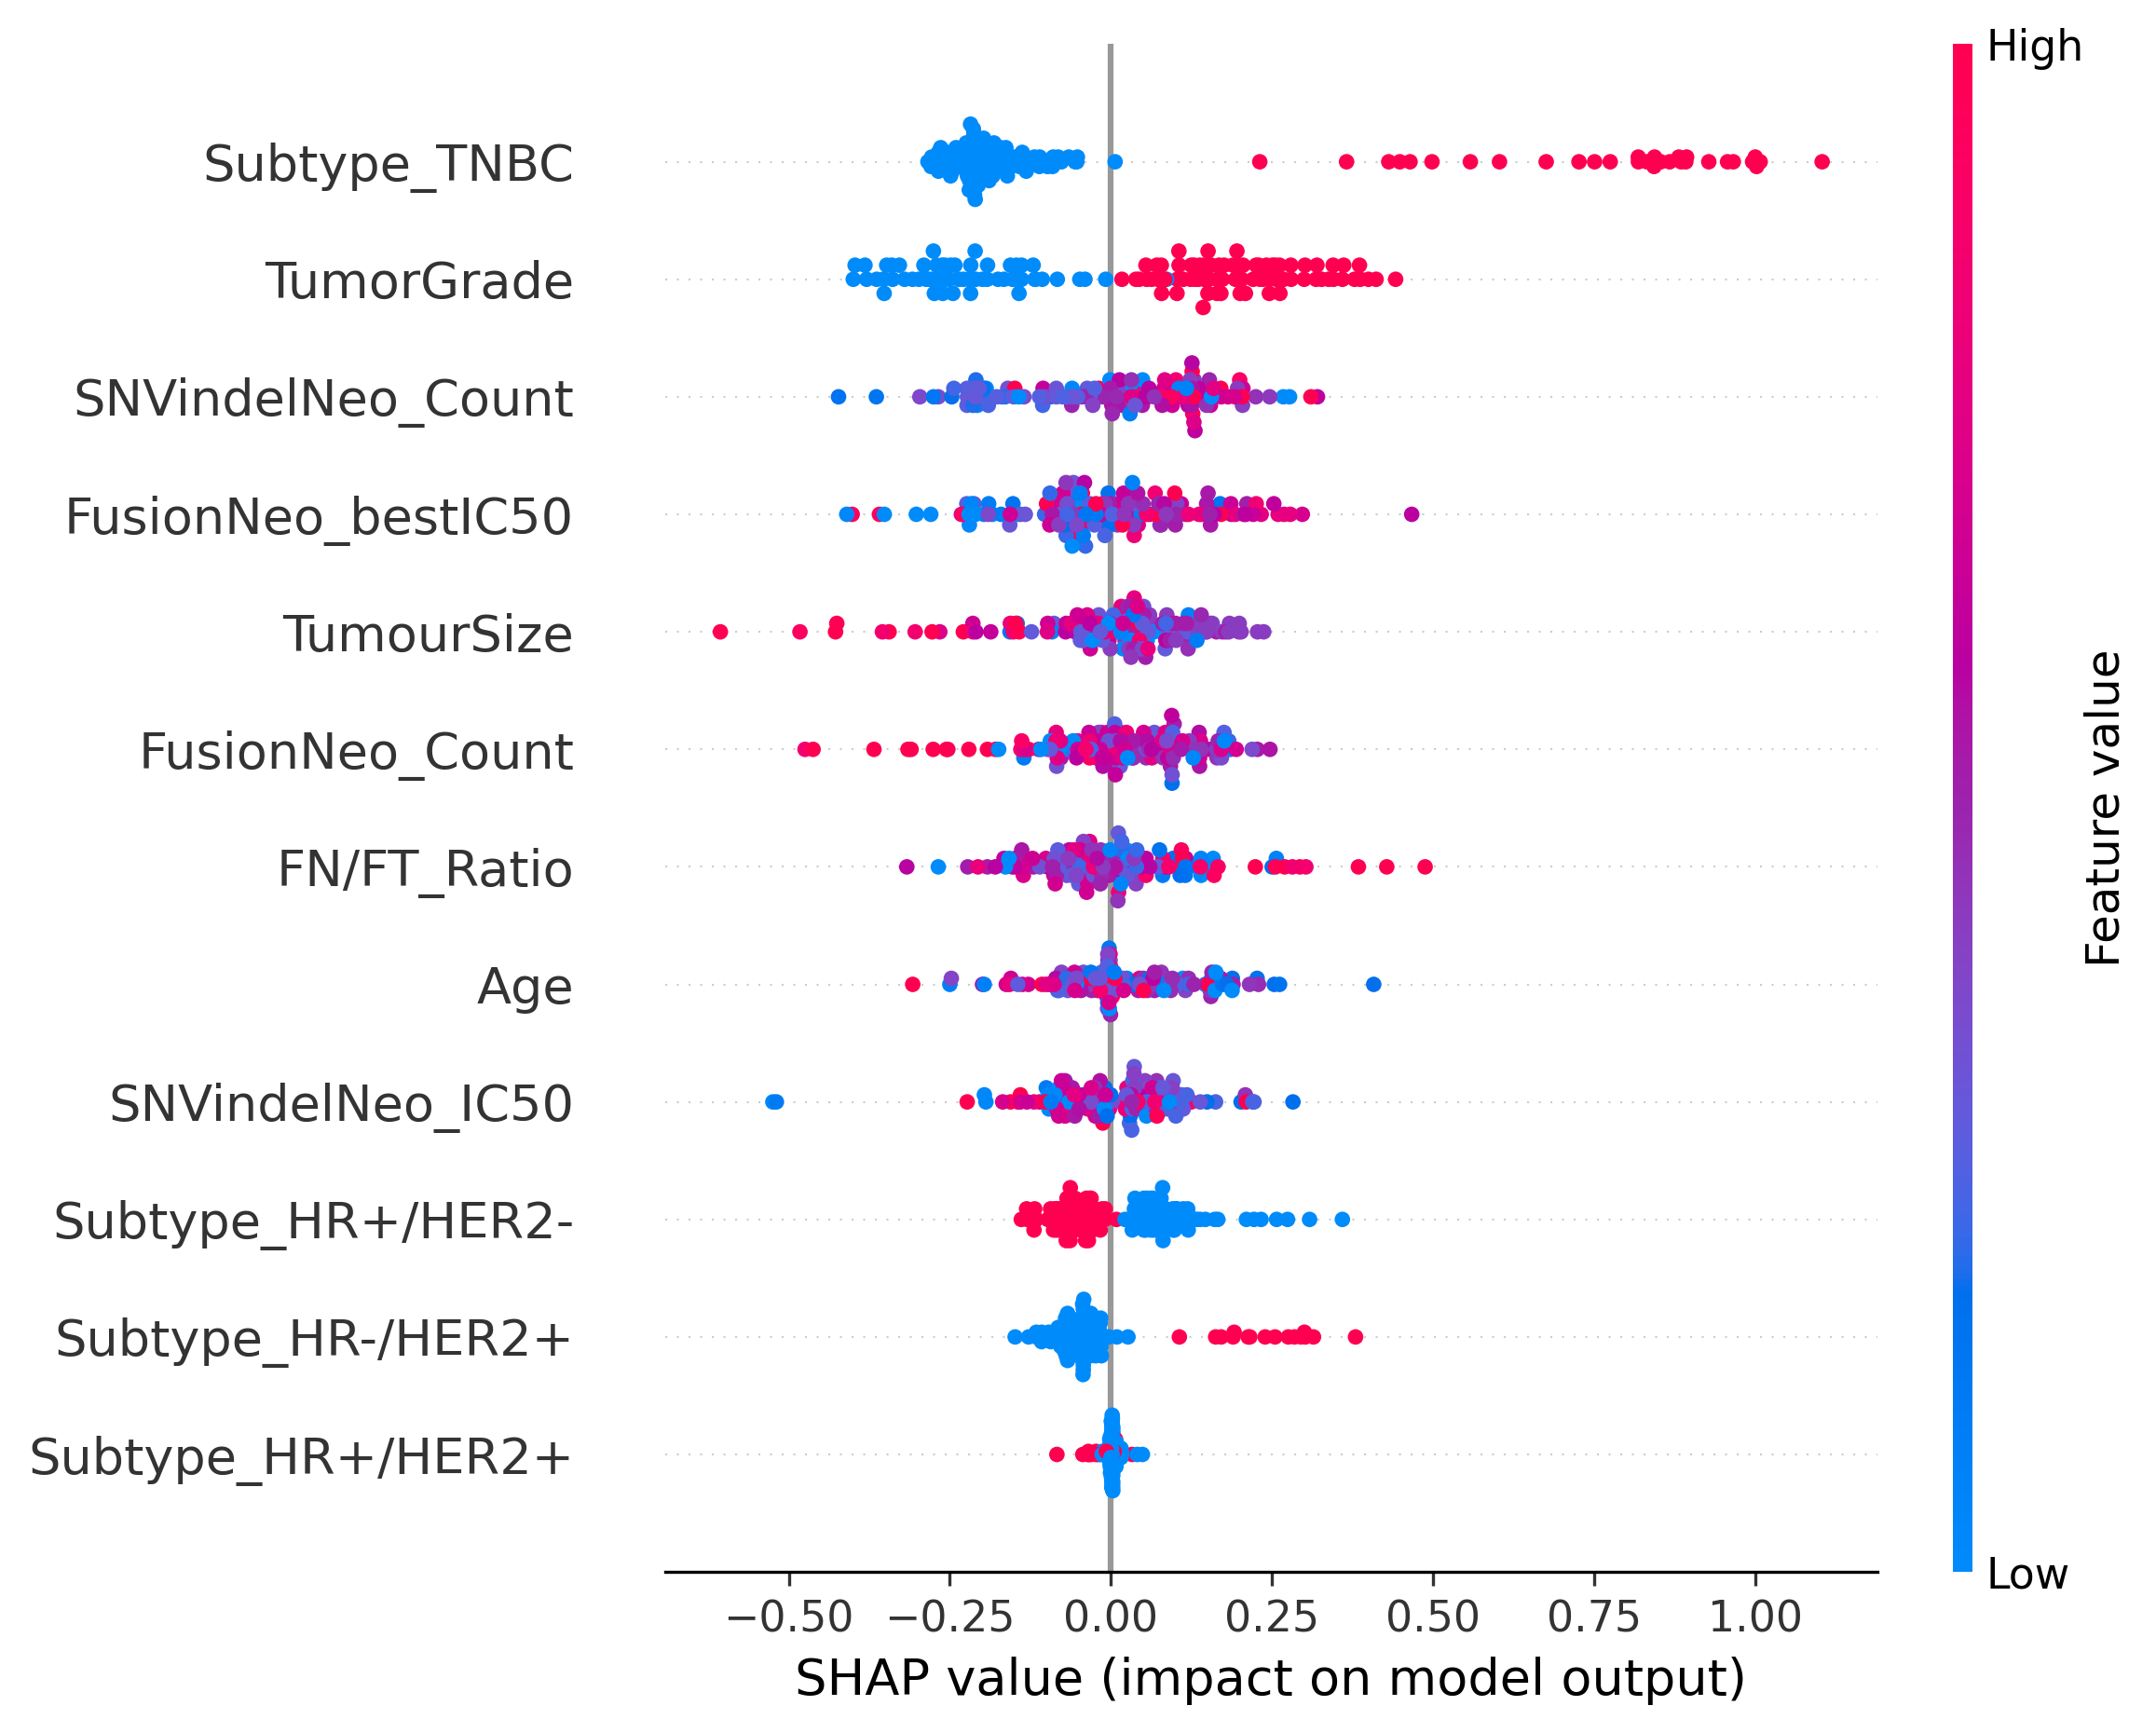 High
Subtype_TNBC
TumorGrade
SNVindelNeo_Count
FusionNeo_bestIC50
TumourSize
FusionNeo_Count
FN/FT_Ratio
Age
SNVindelNeo_IC50
Subtype_HR+/HER2-
Subtype_HR-/HER2+
Subtype_HR+/HER2+
Feature value
Low
−0.50 −0.25 0.00 0.25 0.50 0.75 1.00
SHAP value (impact on model output)